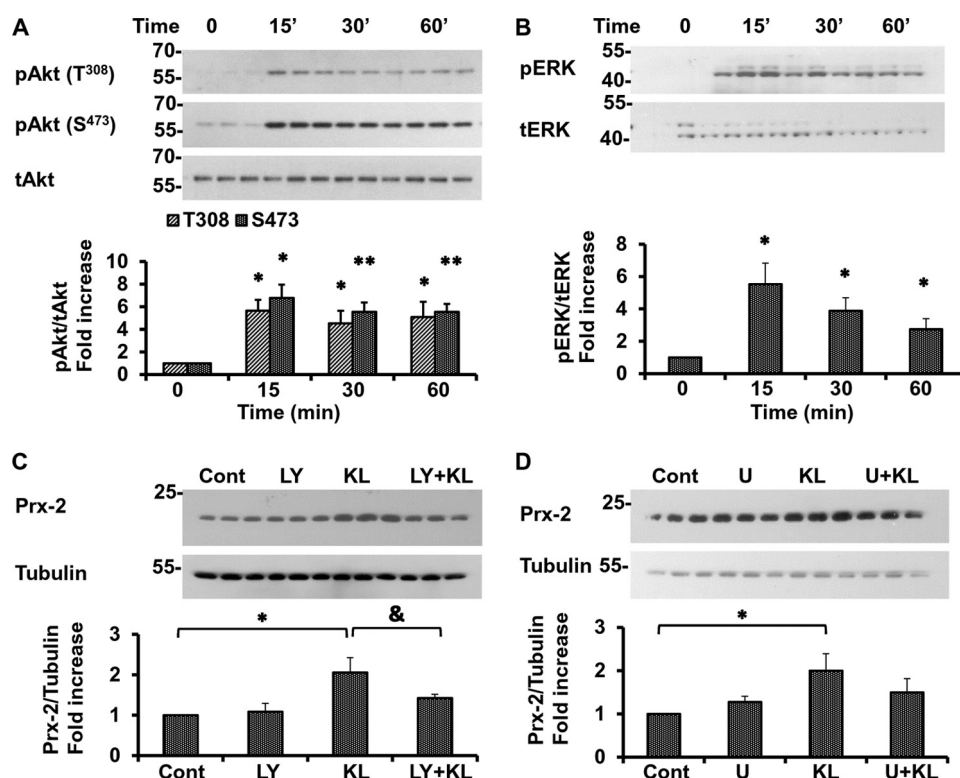 A
Time 0 15' 30' 60'
pAkt (T308)
70-
55-
pAkt (S473)
70-
55-
tAkt
70-
55-
T308 S473
pAkt/tAkt
Fold increase
10
8
6
4
2
0
* * * ** * **
0 15 30 60
Time (min)
B
Time 0 15' 30' 60'
pERK
55-
40-
tERK
55-
40-
pERK/tERK
Fold increase
8
6
4
2
0
* * *
0 15 30 60
Time (min)
C
Cont LY KL LY+KL
Prx-2
25-
Tubulin
55-
Prx-2/Tubulin
Fold increase
3
2
1
0
* &
Cont LY KL LY+KL
D
Cont U KL U+KL
Prx-2
25-
Tubulin
55-
Prx-2/Tubulin
Fold increase
3
2
1
0
*
Cont U KL U+KL